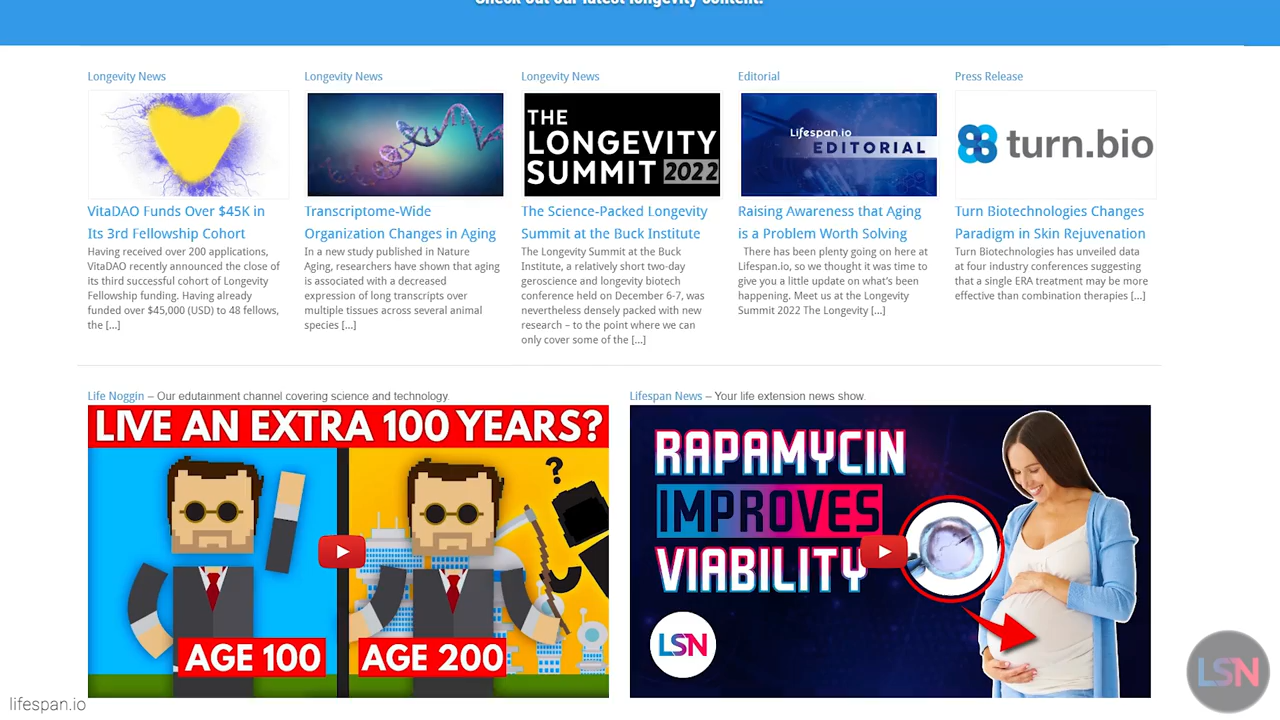 Check out our latest longevity content!
Longevity News
VitaDAO Funds Over $45K in
Its 3rd Fellowship Cohort
Having received over 200 applications,
VitaDAO recently announced the close of
its third successful cohort of Longevity
Fellowship funding. Having already
funded over $45,000 (USD) to 48 fellows,
the [...]
Longevity News
Transcriptome-Wide
Organization Changes in Aging
In a new study published in Nature
Aging, researchers have shown that aging
is associated with a decreased
expression of long transcripts over
multiple tissues across several animal
species [...]
Longevity News
THE
LONGEVITY
SUMMIT 2022
The Science-Packed Longevity
Summit at the Buck Institute
The Longevity Summit at the Buck
Institute, a relatively short two-day
geroscience and longevity biotech
conference held on December 6-7, was
nevertheless densely packed with new
research – to the point where we can
only cover some of the [...]
Editorial
Lifespan.io
EDITORIAL
Raising Awareness that Aging
is a Problem Worth Solving
There has been plenty going on here at
Lifespan.io, so we thought it was time to
give you a little update on what's been
happening. Meet us at the Longevity
Summit 2022 The Longevity [...]
Press Release
turn.bio
Turn Biotechnologies Changes
Paradigm in Skin Rejuvenation
Turn Biotechnologies has unveiled data
at four industry conferences suggesting
that a single ERA treatment may be more
effective than combination therapies [...]
Life Noggin – Our edutainment channel covering science and technology.
LIVE AN EXTRA 100 YEARS?
?
AGE 100
AGE 200
Lifespan News – Your life extension news show.
RAPAMYCIN
IMPROVES
VIABILITY
LSN
LSN
lifespan.io